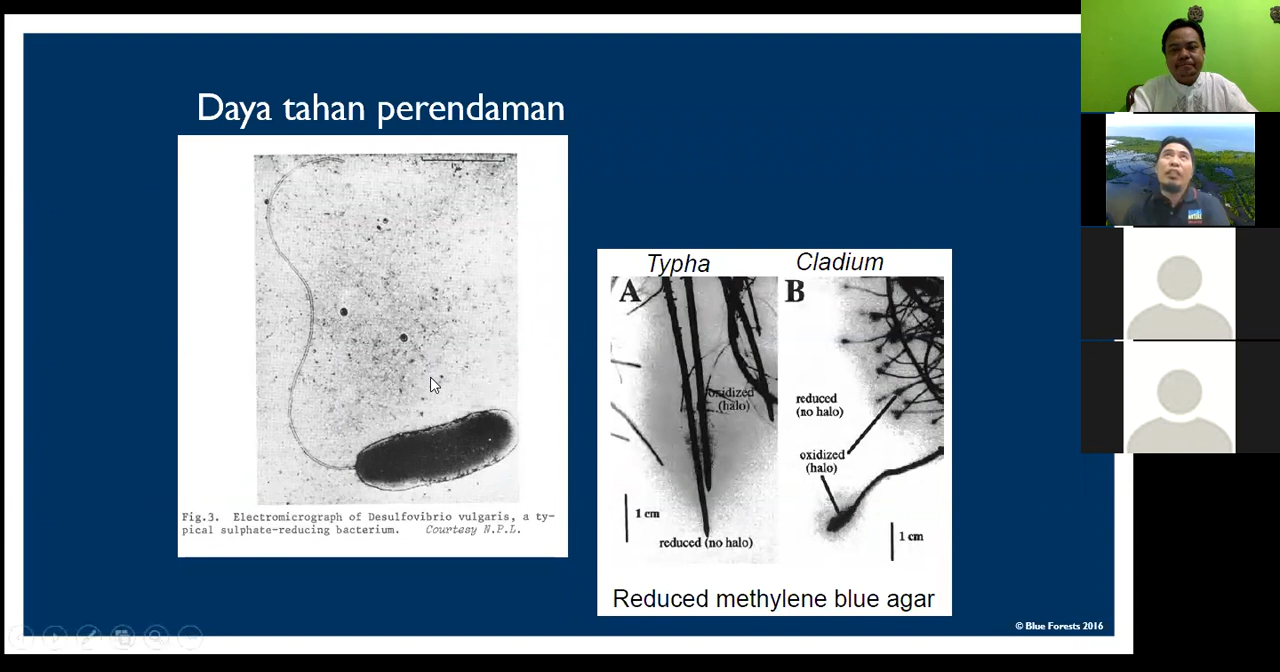 Daya tahan perendaman
Fig.3. Electromicrograph of Desulfovibrio vulgaris, a ty-
pical sulphate-reducing bacterium. Courtesy N.P.L.
Typha
Cladium
A
B
oxidized
(halo)
reduced
(no halo)
oxidized
(halo)
1 cm
1 cm
reduced (no halo)
Reduced methylene blue agar
© Blue Forests 2016